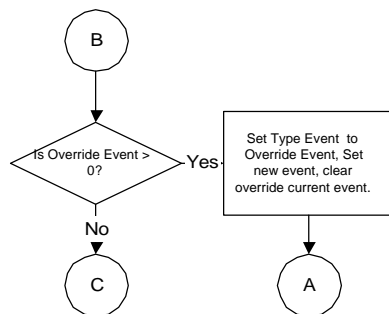 B
Is Override Event >
0?
Yes
Set Type Event to
Override Event, Set
new event, clear
override current event.
No
C
A